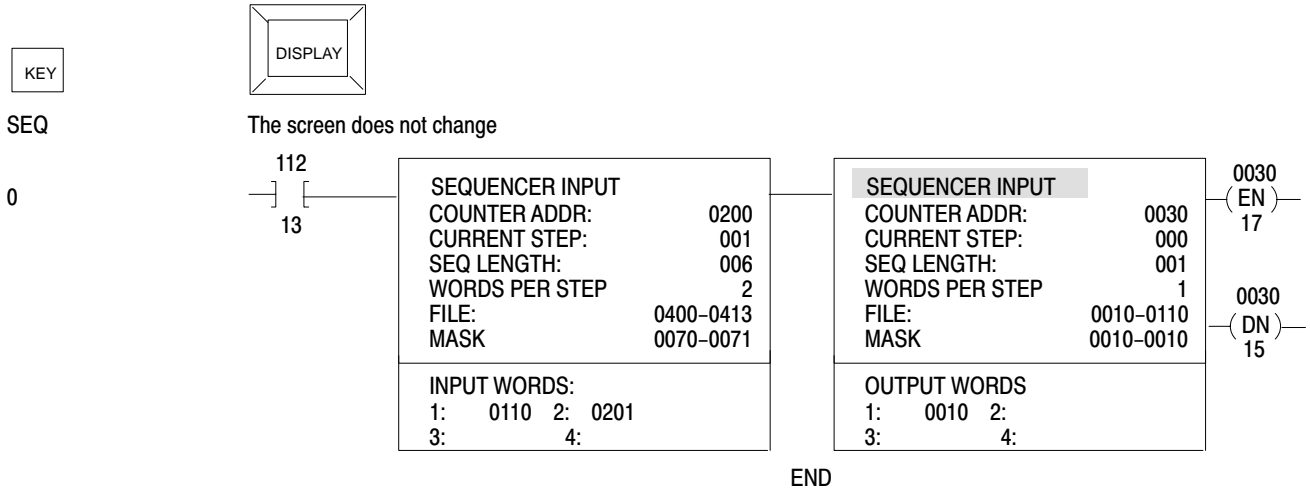 KEY
DISPLAY
SEQ
The screen does not change
0
112
13
SEQUENCER INPUT
COUNTER ADDR: 0200
CURRENT STEP: 001
SEQ LENGTH: 006
WORDS PER STEP 2
FILE: 0400–0413
MASK 0070–0071
INPUT WORDS:
1: 0110 2: 0201
3: 4:
SEQUENCER INPUT
COUNTER ADDR: 0030
CURRENT STEP: 000
SEQ LENGTH: 001
WORDS PER STEP 1
FILE: 0010–0110
MASK 0010–0010
OUTPUT WORDS
1: 0010 2:
3: 4:
0030
( EN )
17
0030
( DN )
15
END